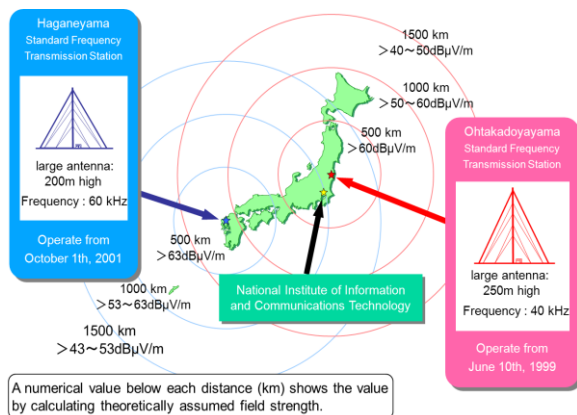 Haganeyama
Standard Frequency
Transmission Station
large antenna:
200m high
Frequency : 60 kHz
Operate from
October 1th, 2001
1500 km
>40~50dBμV/m
1000 km
>50~60dBμV/m
500 km
>60dBμV/m
Ohtakadoyayama
Standard Frequency
Transmission Station
large antenna:
250m high
Frequency : 40 kHz
Operate from
June 10th, 1999
500 km
>63dBμV/m
1000 km
>53~63dBμV/m
1500 km
>43~53dBμV/m
National Institute of Information
and Communications Technology
A numerical value below each distance (km) shows the value
by calculating theoretically assumed field strength.